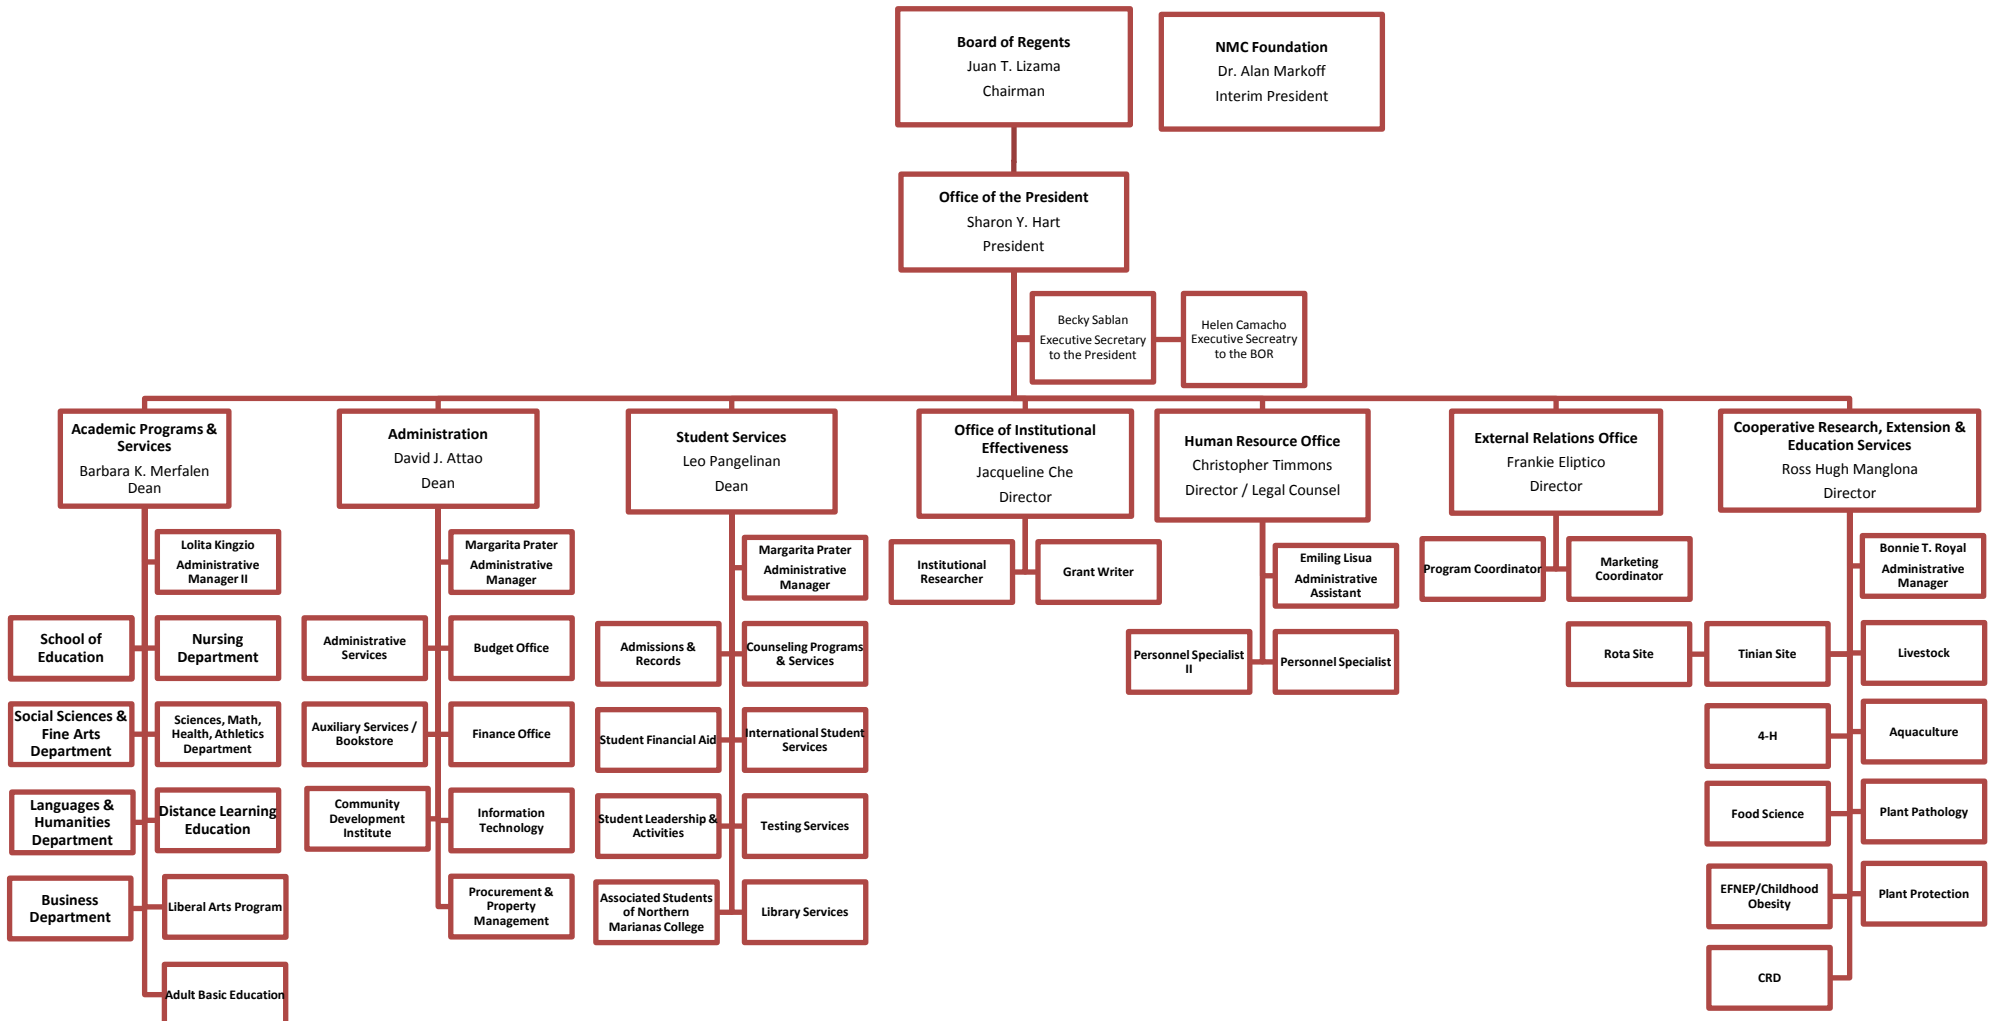 Board of Regents
Juan T. Lizama
Chairman
NMC Foundation
Dr. Alan Markoff
Interim President
Office of the President
Sharon Y. Hart
President
Becky Sablan
Executive Secretary
to the President
Helen Camacho
Executive Secreatry
to the BOR
Academic Programs &
Services
Barbara K. Merfalen
Dean
Administration
David J. Attao
Dean
Student Services
Leo Pangelinan
Dean
Office of Institutional
Effectiveness
Jacqueline Che
Director
Human Resource Office
Christopher Timmons
Director / Legal Counsel
External Relations Office
Frankie Eliptico
Director
Cooperative Research, Extension &
Education Services
Ross Hugh Manglona
Director
Lolita Kingzio
Administrative
Manager II
School of
Education
Nursing
Department
Social Sciences &
Fine Arts
Department
Sciences, Math,
Health, Athletics
Department
Languages &
Humanities
Department
Distance Learning
Education
Business
Department
Liberal Arts Program
Adult Basic Education
Margarita Prater
Administrative
Manager
Administrative
Services
Budget Office
Auxiliary Services /
Bookstore
Finance Office
Community
Development
Institute
Information
Technology
Procurement &
Property
Management
Margarita Prater
Administrative
Manager
Admissions &
Records
Counseling Programs
& Services
Student Financial Aid
International Student
Services
Student Leadership &
Activities
Testing Services
Associated Students
of Northern
Marianas College
Library Services
Institutional
Researcher
Grant Writer
Emiling Lisua
Administrative
Assistant
Personnel Specialist
II
Personnel Specialist
Program Coordinator
Marketing
Coordinator
Bonnie T. Royal
Administrative
Manager
Rota Site
Tinian Site
Livestock
4-H
Aquaculture
Food Science
Plant Pathology
EFNEP/Childhood
Obesity
Plant Protection
CRD